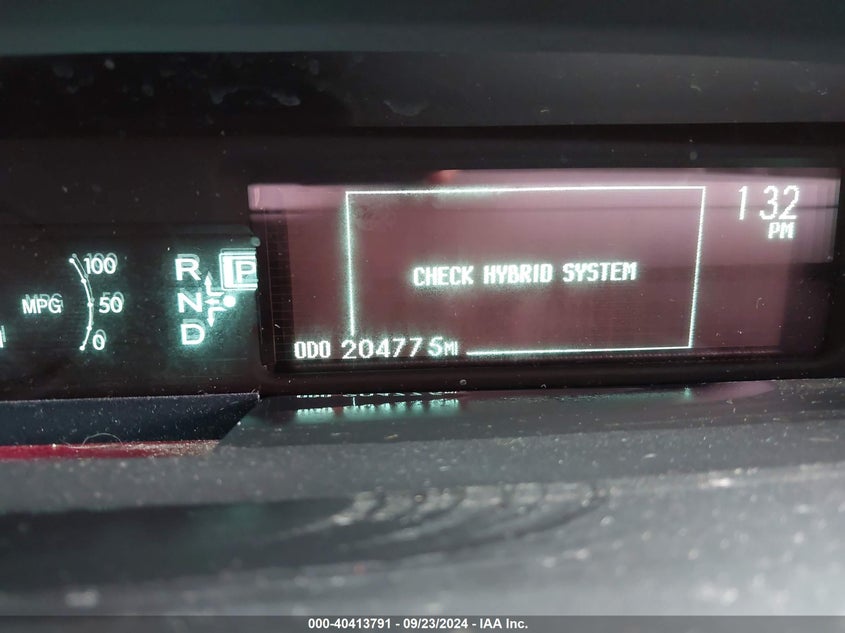 1 32
PM
100
MPG 50
0
R P
N
D
CHECK HYBRID SYSTEM
ODO 204775 MI
000-40413791 - 09/23/2024 - IAA Inc.